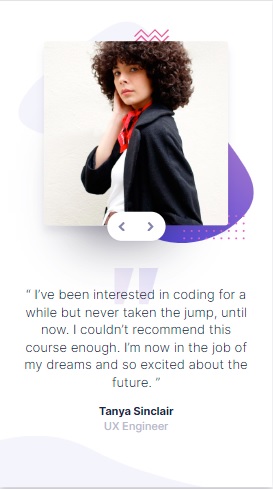 “ I’ve been interested in coding for a
while but never taken the jump, until
now. I couldn’t recommend this
course enough. I’m now in the job of
my dreams and so excited about the
future. ”
Tanya Sinclair
UX Engineer